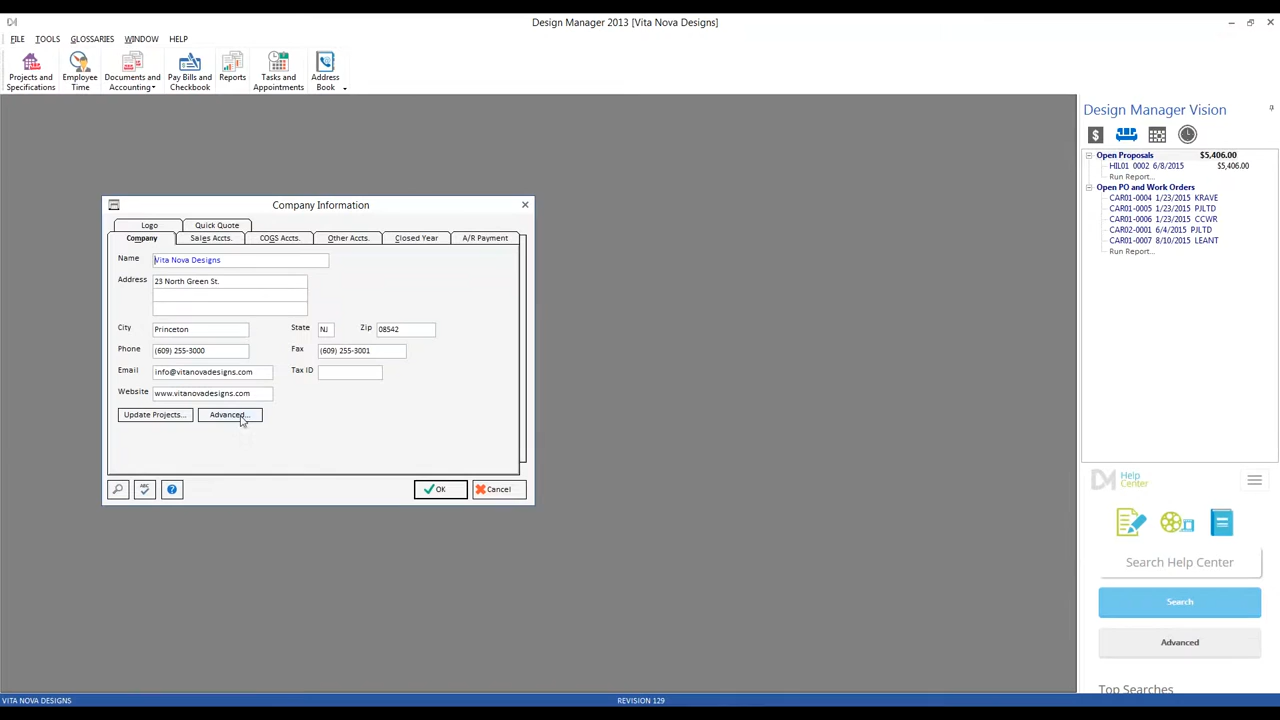 Design Manager 2013 [Vita Nova Designs]
FILE TOOLS GLOSSARIES WINDOW HELP
Projects and Specifications
Employee Time
Documents and Accounting
Pay Bills and Checkbook
Reports
Tasks and Appointments
Address Book
Company Information
Logo Quick Quote
Company Sales Accts. COGS Accts. Other Accts. Closed Year A/R Payment
Name Vita Nova Designs
Address 23 North Green St.
City Princeton State NJ Zip 08542
Phone (609) 255-3000 Fax (609) 255-3001
Email info@vitanovadesigns.com Tax ID
Website www.vitanovadesigns.com
Update Projects... Advanced...
ABC ? OK Cancel
Design Manager Vision
$
Open Proposals $5,406.00
HIL01 0002 6/8/2015 $5,406.00
Run Report...
Open PO and Work Orders
CAR01-0004 1/23/2015 KRAVE
CAR01-0005 1/23/2015 PJLTD
CAR01-0006 1/23/2015 CCWR
CAR02-0001 6/4/2015 PJLTD
CAR01-0007 8/10/2015 LEANT
Run Report...
DM Help Center
Search Help Center
Search
Advanced
Top Searches
VITA NOVA DESIGNS REVISION 129